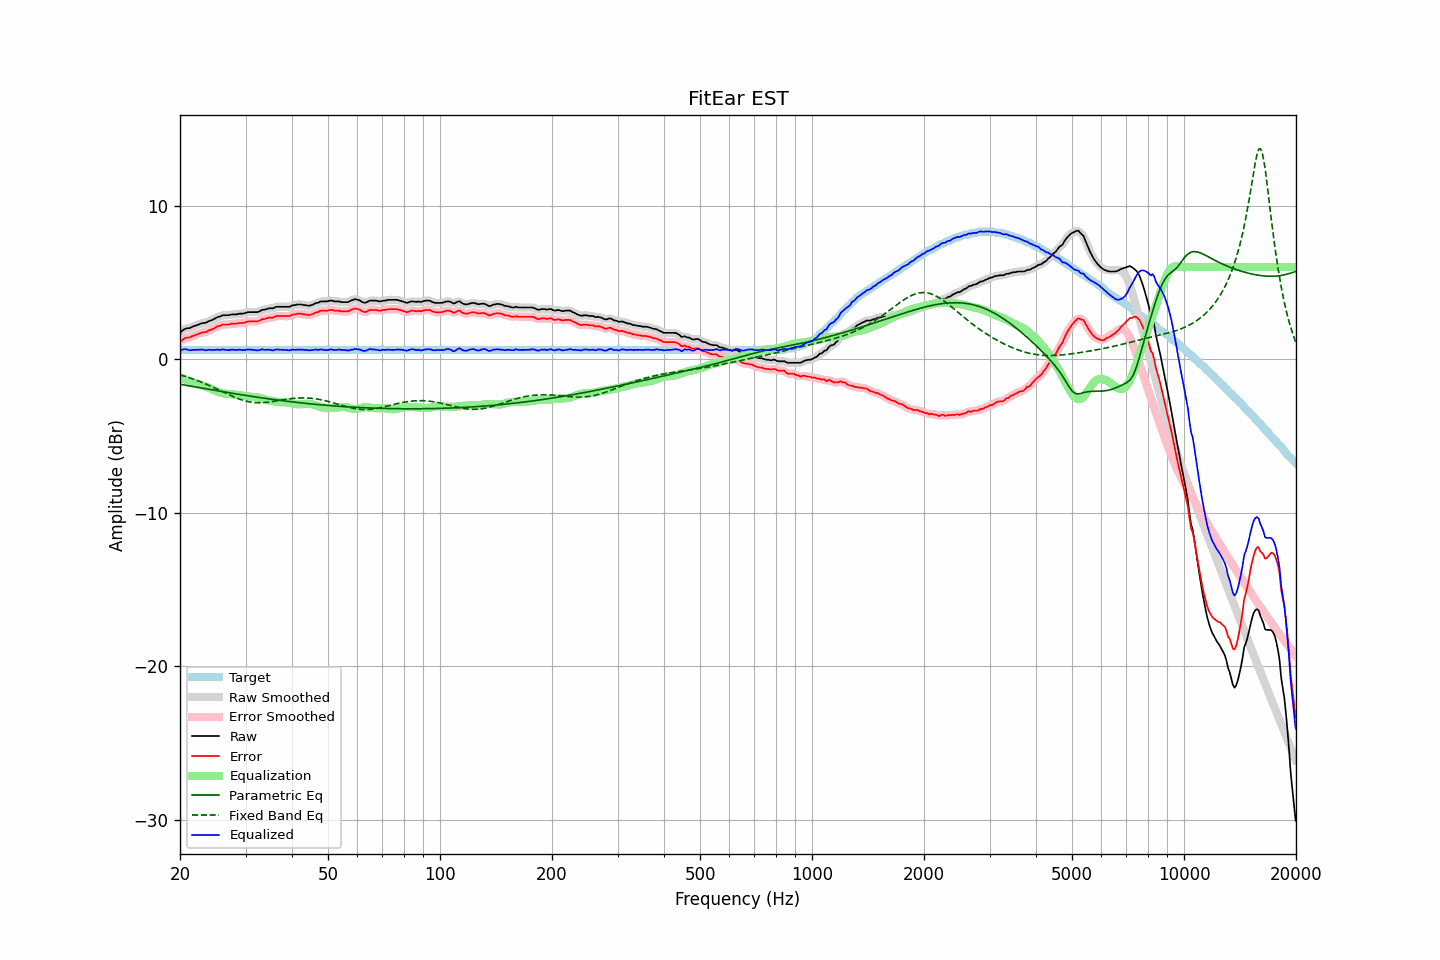 FitEar EST
Amplitude (dBr)
10
0
−10
−20
−30
Target
Raw Smoothed
Error Smoothed
Raw
Error
Equalization
Parametric Eq
Fixed Band Eq
Equalized
20 50 100 200 500 1000 2000 5000 10000 20000
Frequency (Hz)